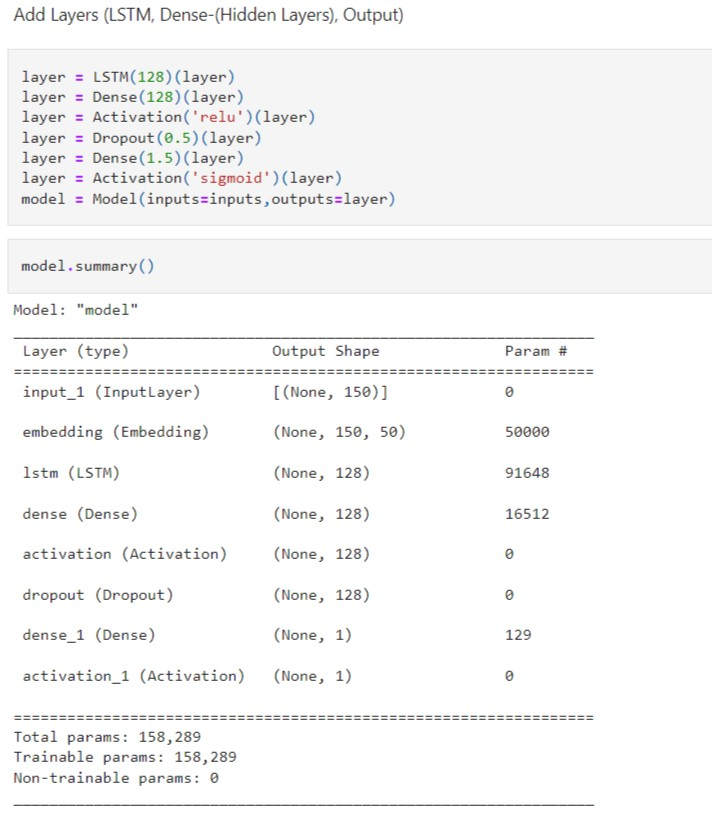 Add Layers (LSTM, Dense-(Hidden Layers), Output)
layer = LSTM(128)(layer)
layer = Dense(128)(layer)
layer = Activation('relu')(layer)
layer = Dropout(0.5)(layer)
layer = Dense(1.5)(layer)
layer = Activation('sigmoid')(layer)
model = Model(inputs=inputs,outputs=layer)
model.summary()
Model: "model"
Layer (type) Output Shape Param #
=================================================================
input_1 (InputLayer) [(None, 150)] 0
embedding (Embedding) (None, 150, 50) 50000
lstm (LSTM) (None, 128) 91648
dense (Dense) (None, 128) 16512
activation (Activation) (None, 128) 0
dropout (Dropout) (None, 128) 0
dense_1 (Dense) (None, 1) 129
activation_1 (Activation) (None, 1) 0
=================================================================
Total params: 158,289
Trainable params: 158,289
Non-trainable params: 0